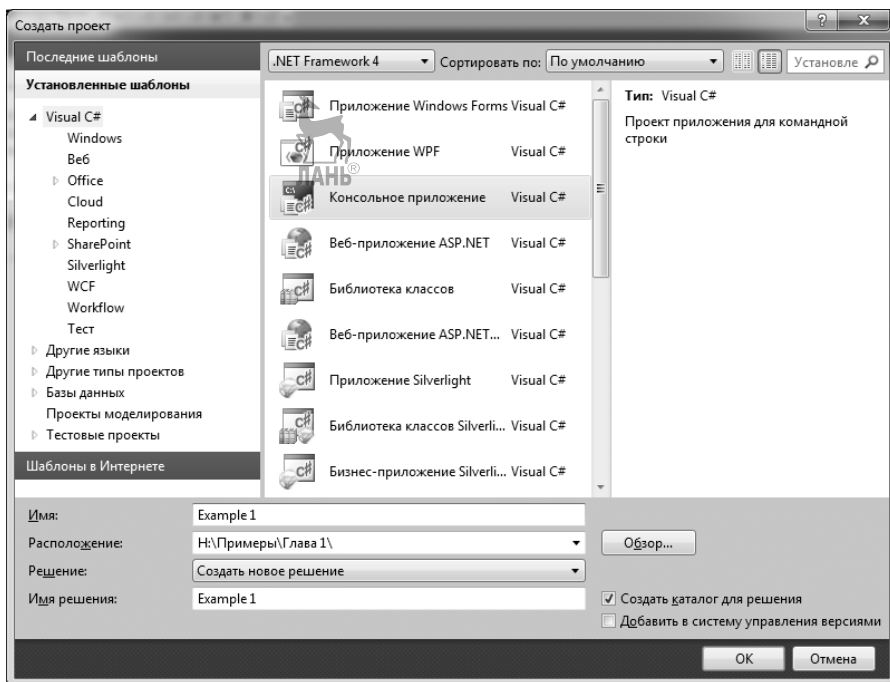 Создать проект
Последние шаблоны
Установленные шаблоны
Visual C#
Windows
Веб
Office
Cloud
Reporting
SharePoint
Silverlight
WCF
Workflow
Тест
Другие языки
Другие типы проектов
Базы данных
Проекты моделирования
Тестовые проекты
Шаблоны в Интернете
.NET Framework 4
Сортировать по: По умолчанию
Установле
Приложение Windows Forms Visual C#
Приложение WPF Visual C#
ЛАНЬ®
Консольное приложение Visual C#
Веб-приложение ASP.NET Visual C#
Библиотека классов Visual C#
Веб-приложение ASP.NET... Visual C#
Приложение Silverlight Visual C#
Библиотека классов Silverli... Visual C#
Бизнес-приложение Silverli... Visual C#
Тип: Visual C#
Проект приложения для командной
строки
Имя: Example 1
Расположение: H:\Примеры\Глава 1\
Обзор...
Решение: Создать новое решение
Имя решения: Example 1
Создать каталог для решения
Добавить в систему управления версиями
OK Отмена